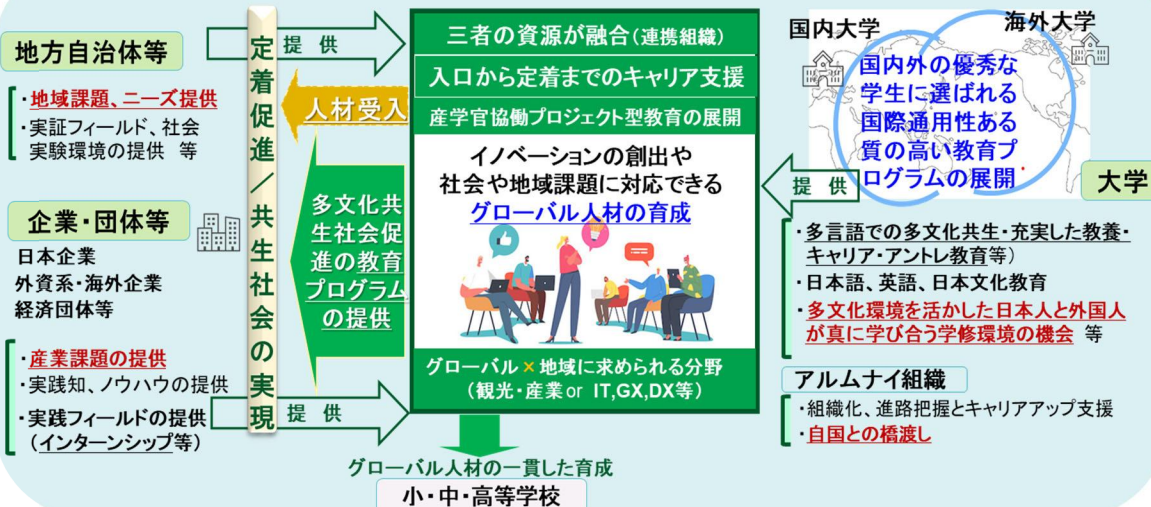 地方自治体等
・地域課題、ニーズ提供
・実証フィールド、社会
実験環境の提供 等
企業・団体等
日本企業
外資系・海外企業
経済団体等
・産業課題の提供
・実践知、ノウハウの提供
・実践フィールドの提供
（インターンシップ等）
定着促進／共生社会の実現
提 供
人材受入
多文化共
生社会促
進の教育
プログラム
の提供
提 供
三者の資源が融合（連携組織）
入口から定着までのキャリア支援
産学官協働プロジェクト型教育の展開
イノベーションの創出や
社会や地域課題に対応できる
グローバル人材の育成
グローバル×地域に求められる分野
（観光・産業or IT,GX,DX等）
グローバル人材の一貫した育成
小・中・高等学校
国内大学
海外大学
国内外の優秀な
学生に選ばれる
国際通用性ある
質の高い教育プ
ログラムの展開
提 供
大学
・多言語での多文化共生・充実した教養・
キャリア・アントレ教育等）
・日本語、英語、日本文化教育
・多文化環境を活かした日本人と外国人
が真に学び合う学修環境の機会 等
アルムナイ組織
・組織化、進路把握とキャリアアップ支援
・自国との橋渡し